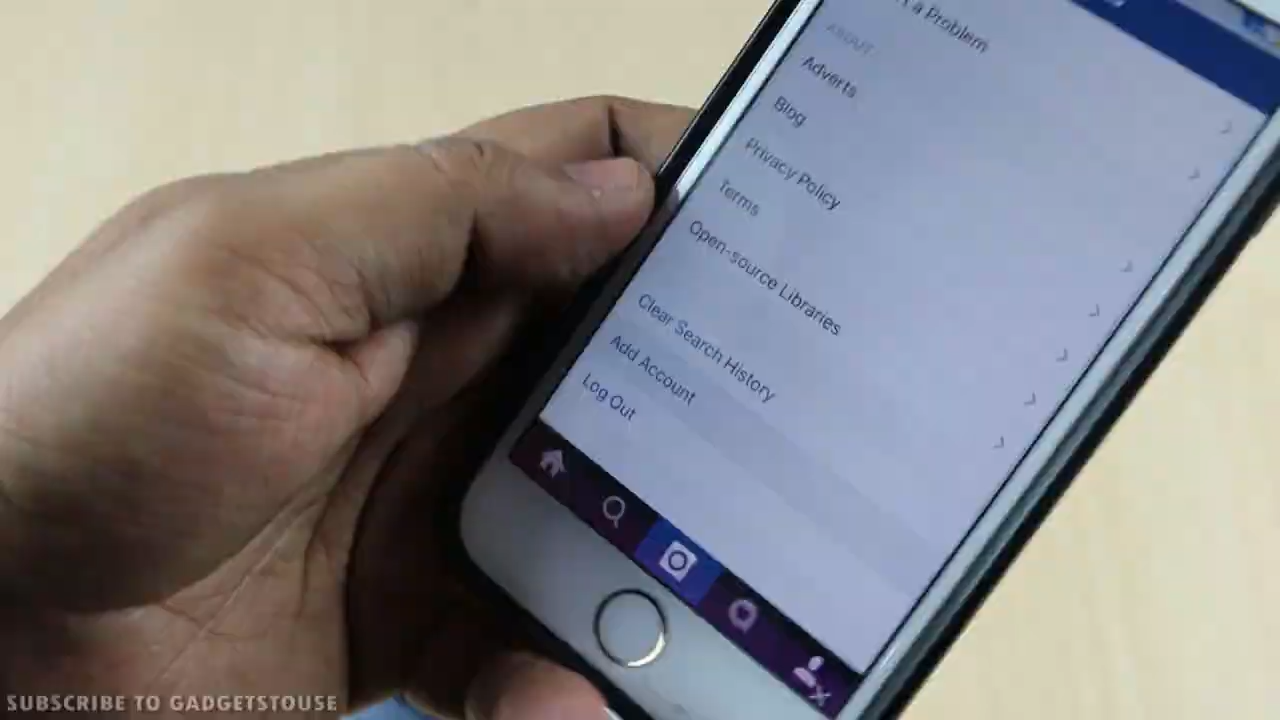 a Problem
ABOUT
Adverts
Blog
Privacy Policy
Terms
Open-source Libraries
Clear Search History
Add Account
Log Out
SUBSCRIBE TO GADGETSTOUSE